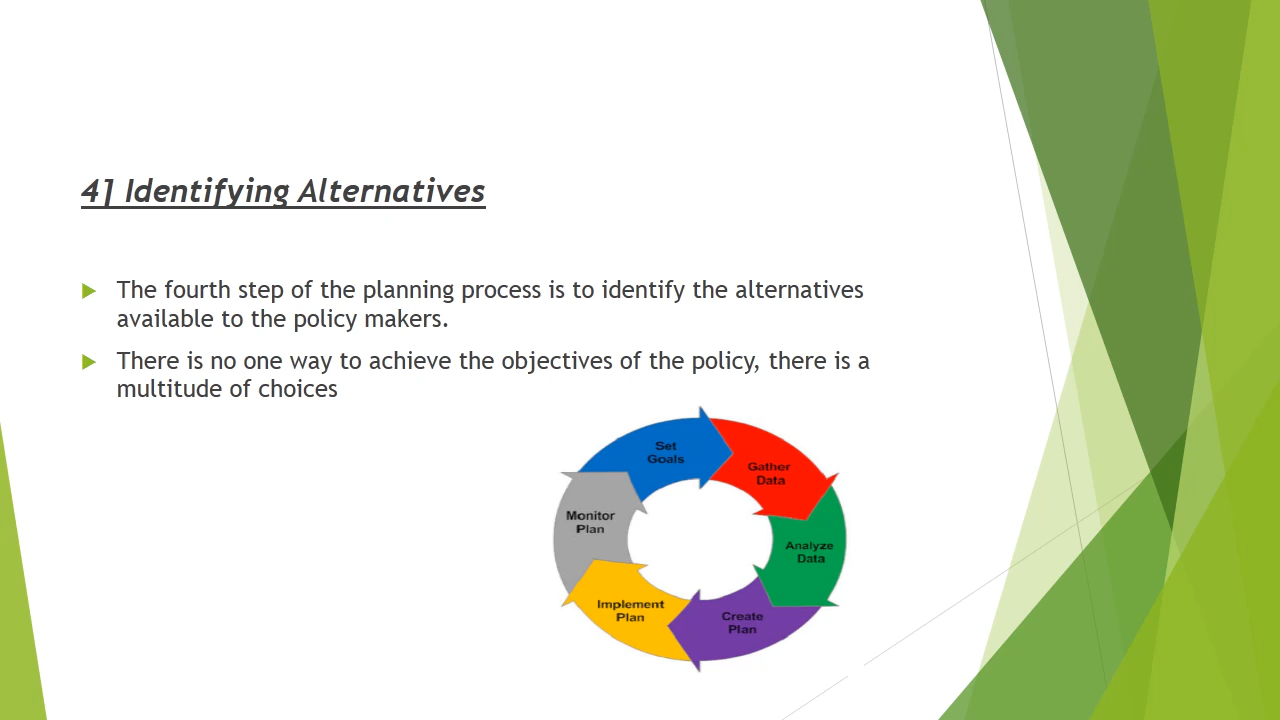 4] Identifying Alternatives
The fourth step of the planning process is to identify the alternatives
available to the policy makers.
There is no one way to achieve the objectives of the policy, there is a
multitude of choices
Set
Goals
Gather
Data
Analyze
Data
Create
Plan
Implement
Plan
Monitor
Plan